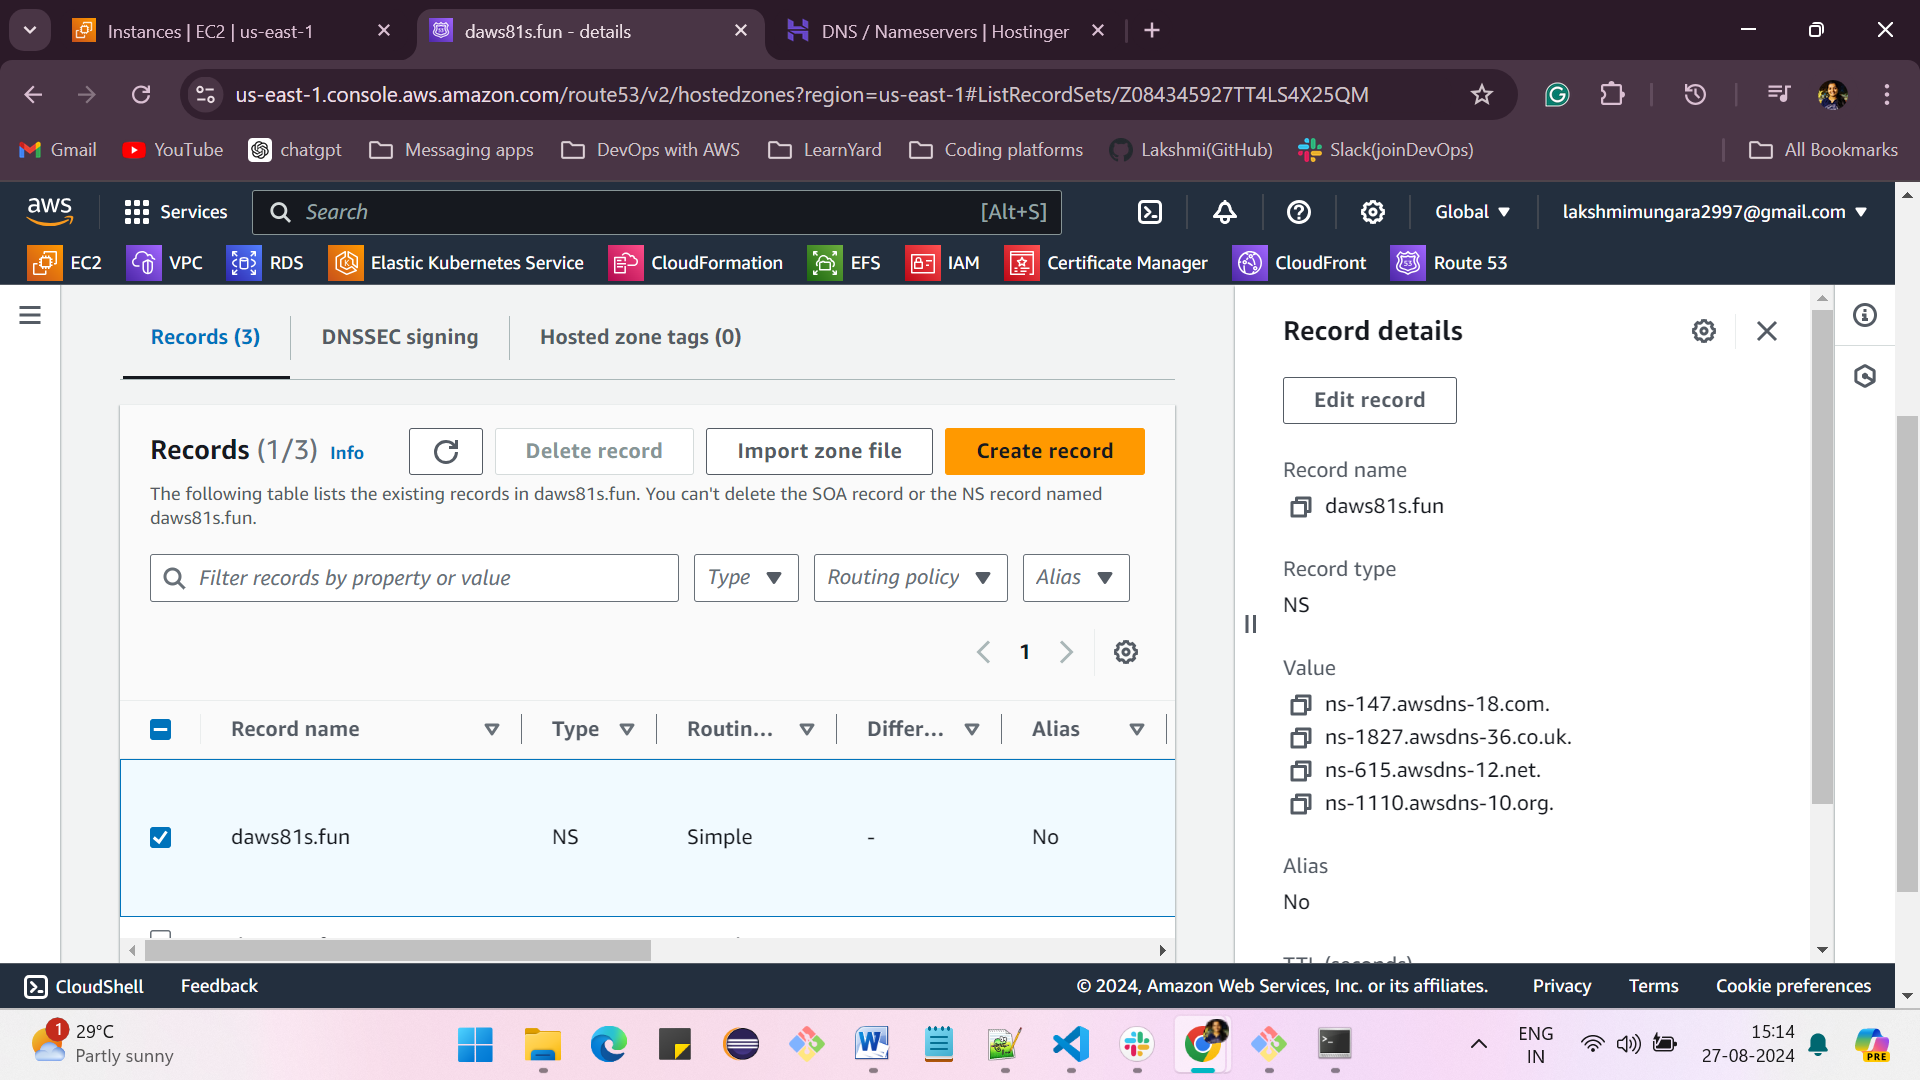 Instances | EC2 | us-east-1
daws81s.fun - details
DNS / Nameservers | Hostinger
us-east-1.console.aws.amazon.com/route53/v2/hostedzones?region=us-east-1#ListRecordSets/Z084345927TT4LS4X25QM
Gmail YouTube chatgpt Messaging apps DevOps with AWS LearnYard Coding platforms Lakshmi(GitHub) Slack(joinDevOps) All Bookmarks
aws Services Search [Alt+S] Global lakshmimungara2997@gmail.com
EC2 VPC RDS Elastic Kubernetes Service CloudFormation EFS IAM Certificate Manager CloudFront Route 53
Records (3) DNSSEC signing Hosted zone tags (0)
Records (1/3) Info Delete record Import zone file Create record
The following table lists the existing records in daws81s.fun. You can't delete the SOA record or the NS record named
daws81s.fun.
Filter records by property or value Type Routing policy Alias
1
Record name Type Routin... Differ... Alias
daws81s.fun NS Simple - No
Record details
Edit record
Record name
daws81s.fun
Record type
NS
Value
ns-147.awsdns-18.com.
ns-1827.awsdns-36.co.uk.
ns-615.awsdns-12.net.
ns-1110.awsdns-10.org.
Alias
No
TTL (seconds)
CloudShell Feedback © 2024, Amazon Web Services, Inc. or its affiliates. Privacy Terms Cookie preferences
1 29°C
Partly sunny
ENG
IN
15:14
27-08-2024
PRE